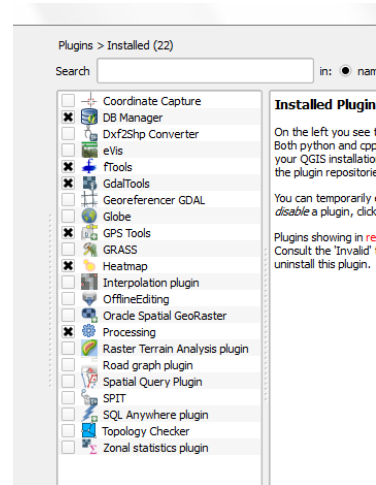 Plugins > Installed (22)
Search
in:
Coordinate Capture
DB Manager
Dxf2Shp Converter
eVis
fTools
GdalTools
Georeferencer GDAL
Globe
GPS Tools
GRASS
Heatmap
Interpolation plugin
OfflineEditing
Oracle Spatial GeoRaster
Processing
Raster Terrain Analysis plugin
Road graph plugin
Spatial Query Plugin
SPIT
SQL Anywhere plugin
Topology Checker
Zonal statistics plugin
Installed Plugin
On the left you see
Both python and cpp
your QGIS installatio
the plugin repositorie
You can temporarily
disable a plugin, click
Plugins showing in re
Consult the 'Invalid'
uninstall this plugin.